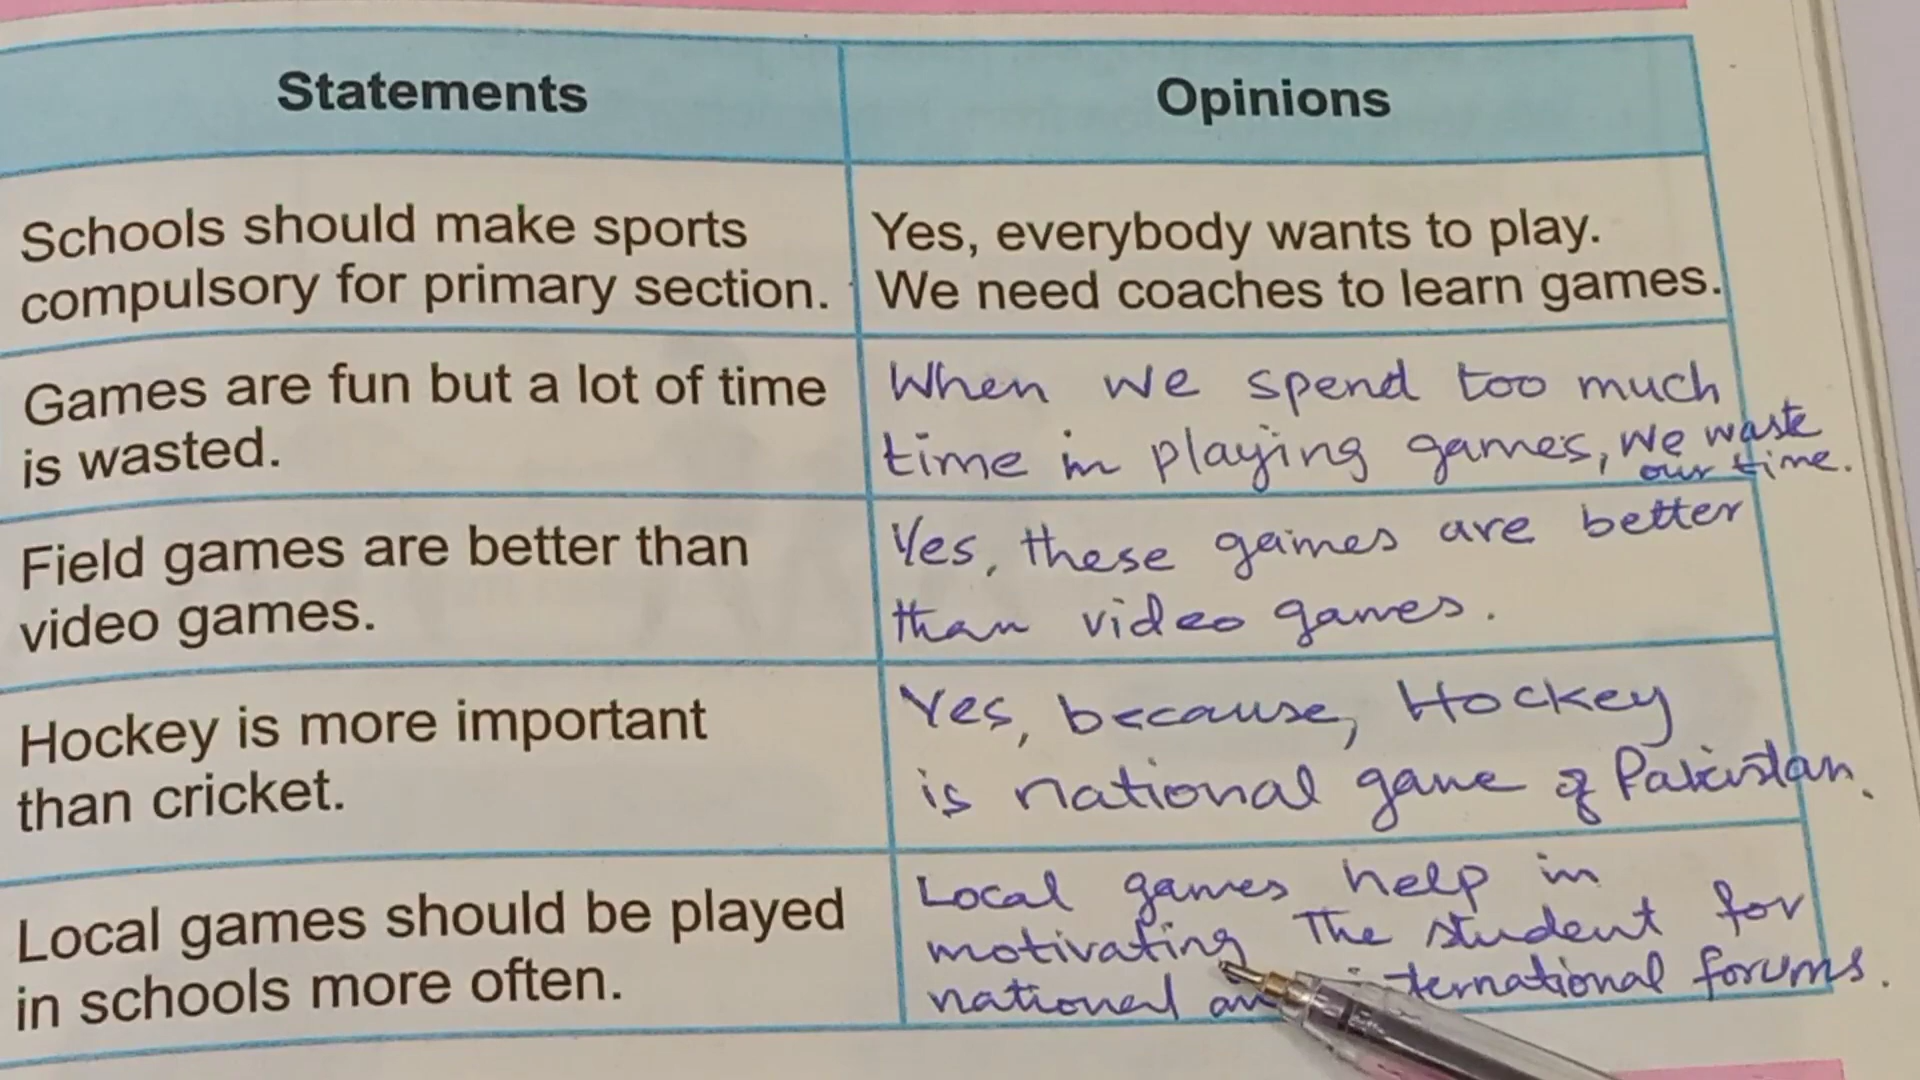 Statements
Opinions
Schools should make sports
compulsory for primary section.
Yes, everybody wants to play.
We need coaches to learn games.
Games are fun but a lot of time
is wasted.
When we spend too much
time in playing games, we waste
our time.
Field games are better than
video games.
Yes, these games are better
than video games.
Hockey is more important
than cricket.
Yes, because, Hockey
is national game of Pakistan.
Local games should be played
in schools more often.
Local games help in
motivating The student for
national forums.